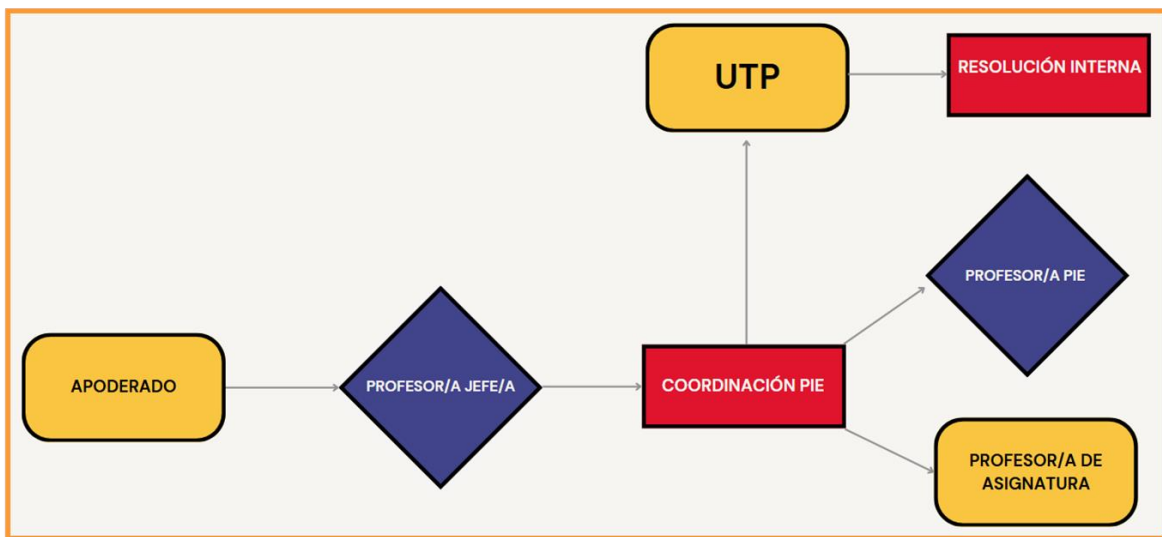 UTP
RESOLUCIÓN INTERNA
PROFESOR/A PIE
APODERADO
PROFESOR/A JEFE/A
COORDINACIÓN PIE
PROFESOR/A DE
ASIGNATURA